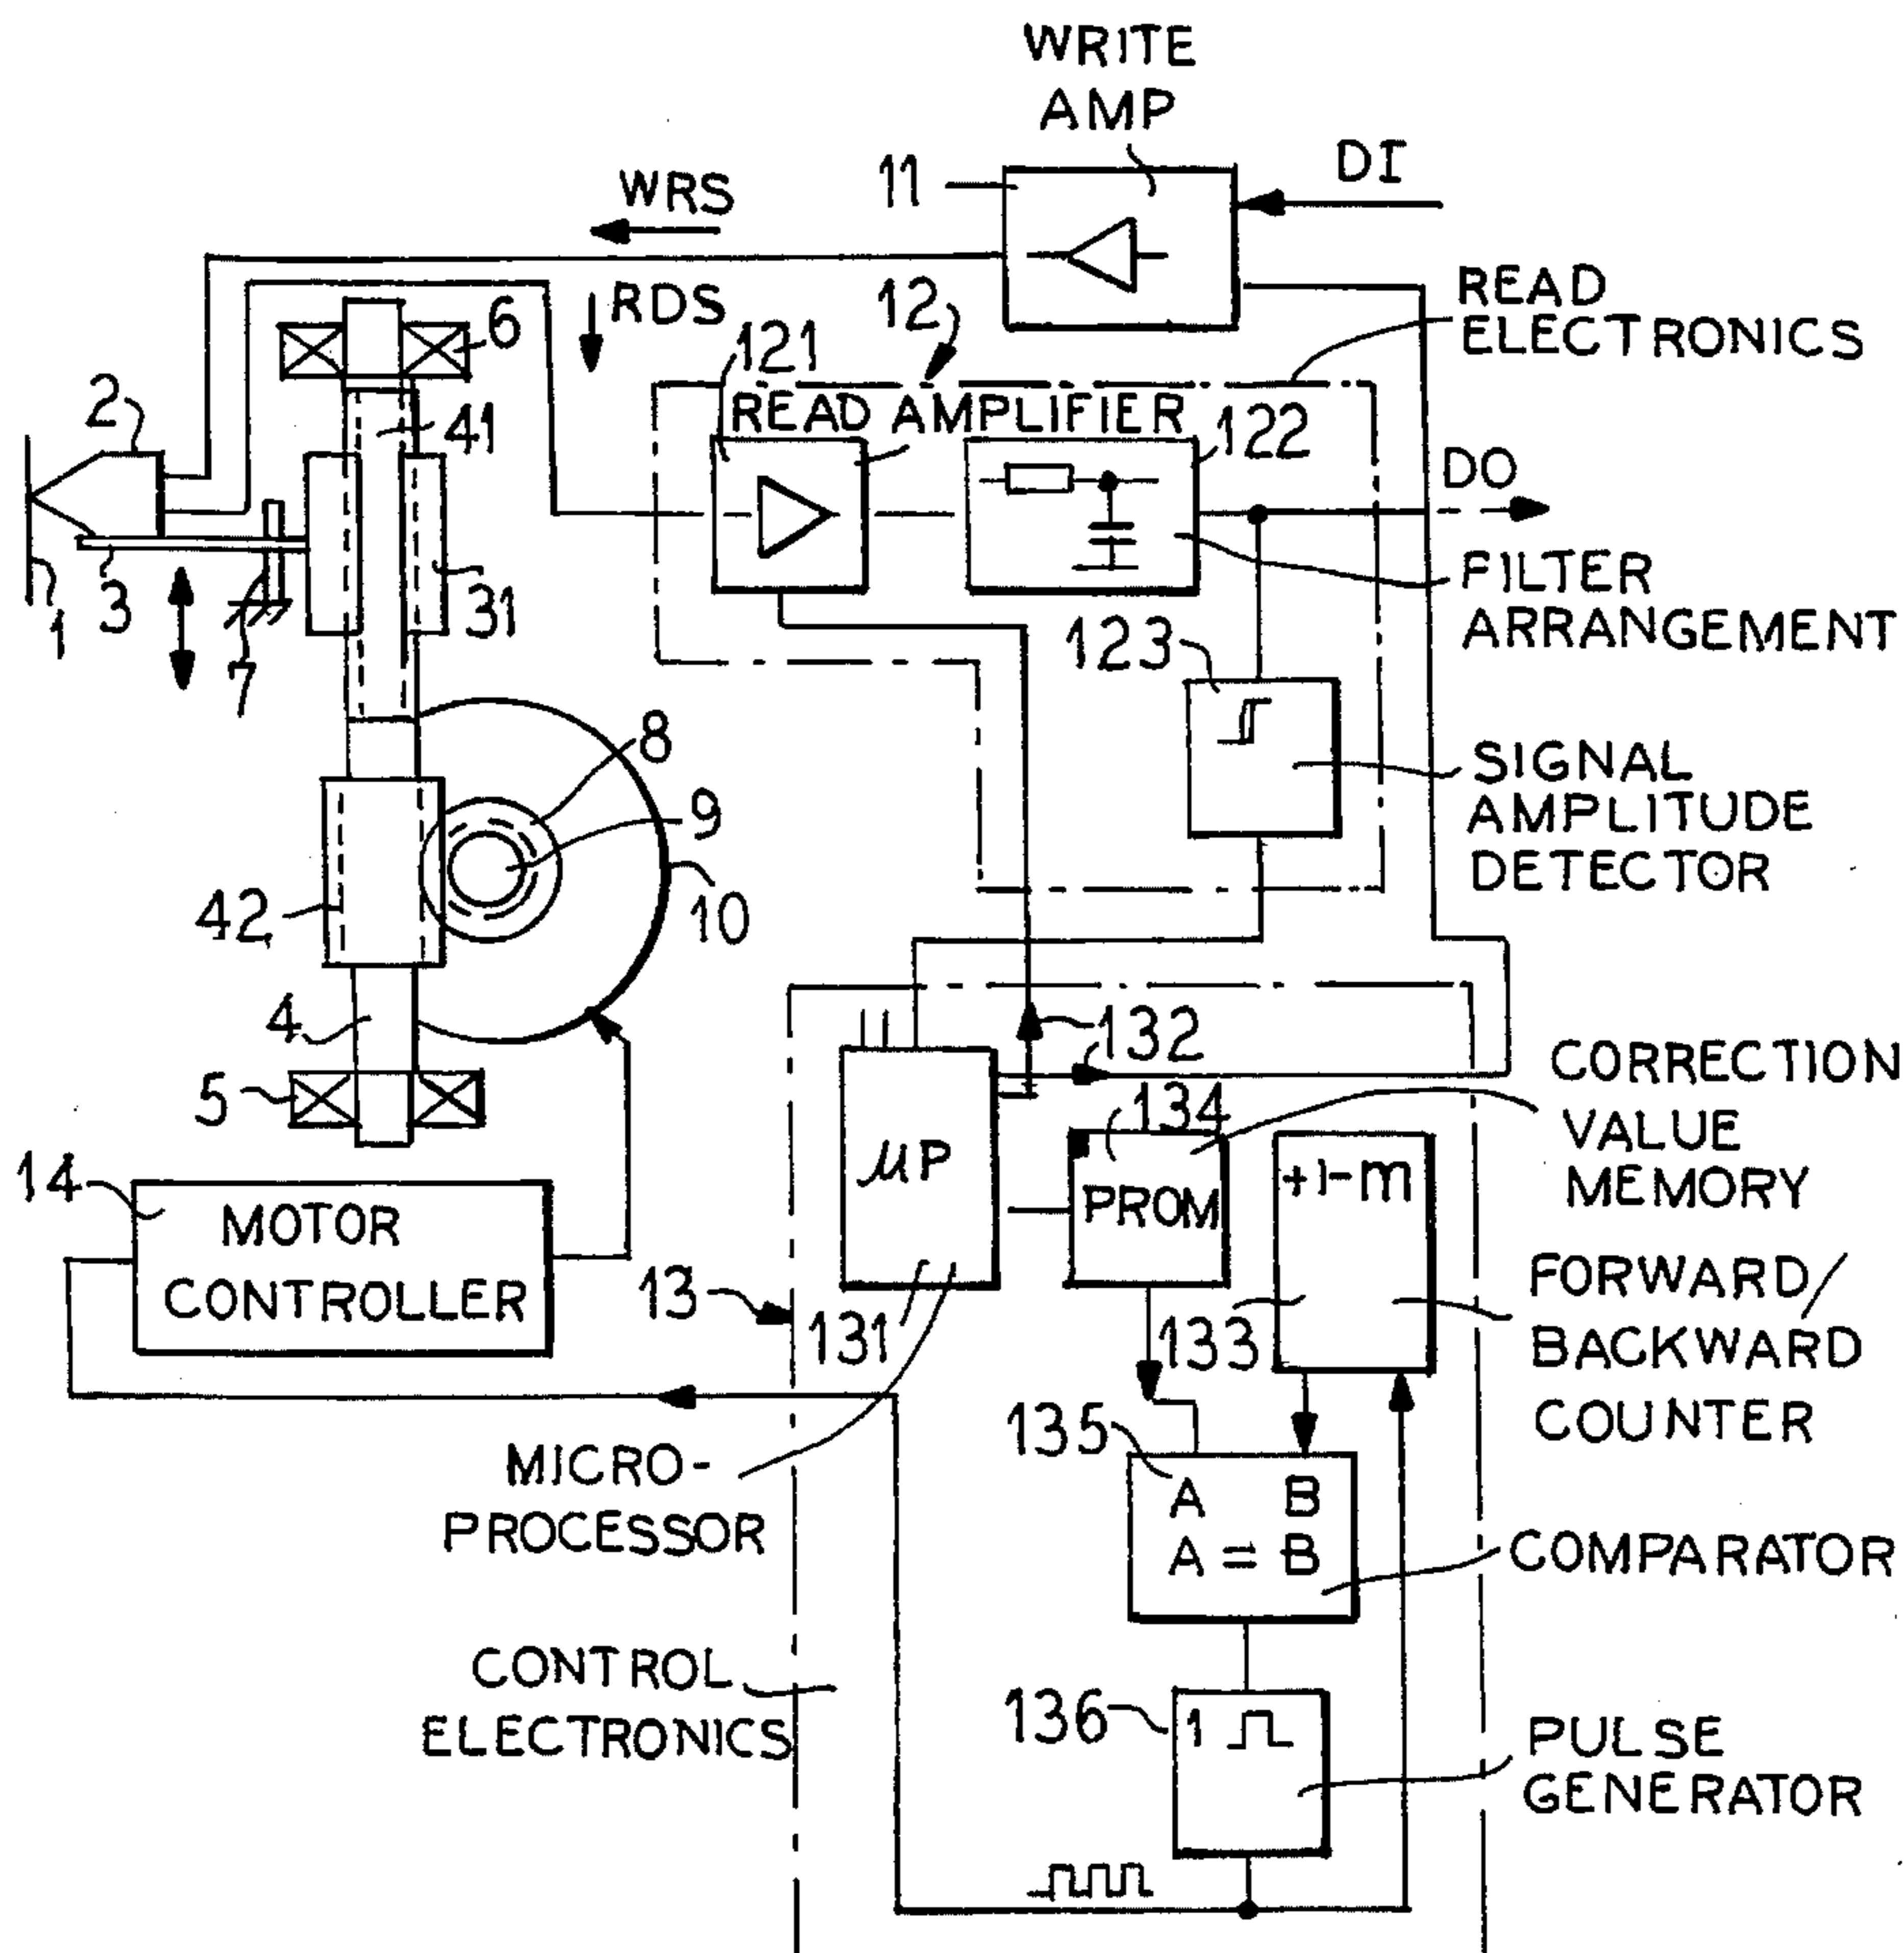 WRITE
AMP
11
DI
WRS
READ
ELECTRONICS
RDS
12
6
121
READ AMPLIFIER
122
2
41
DO
3
1
31
7
FILTER
ARRANGEMENT
123
8
9
SIGNAL
AMPLITUDE
DETECTOR
42
10
4
132
5
134
CORRECTION
VALUE
MEMORY
μP
PROM
+1-m
14
MOTOR
CONTROLLER
13
131
133
FORWARD/
BACKWARD
COUNTER
135
A B
A = B
COMPARATOR
MICRO-
PROCESSOR
CONTROL
ELECTRONICS
136
1
PULSE
GENERATOR